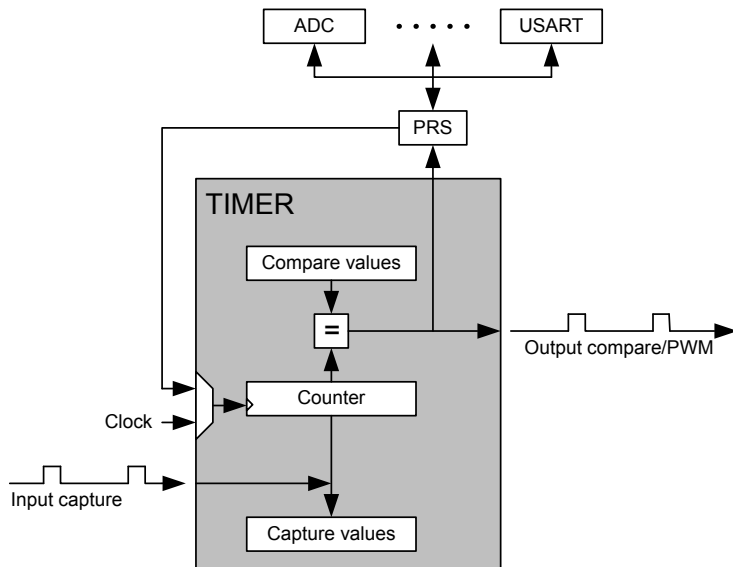 ADC
.....
USART
PRS
TIMER
Compare values
=
Output compare/PWM
Counter
Clock
Input capture
Capture values